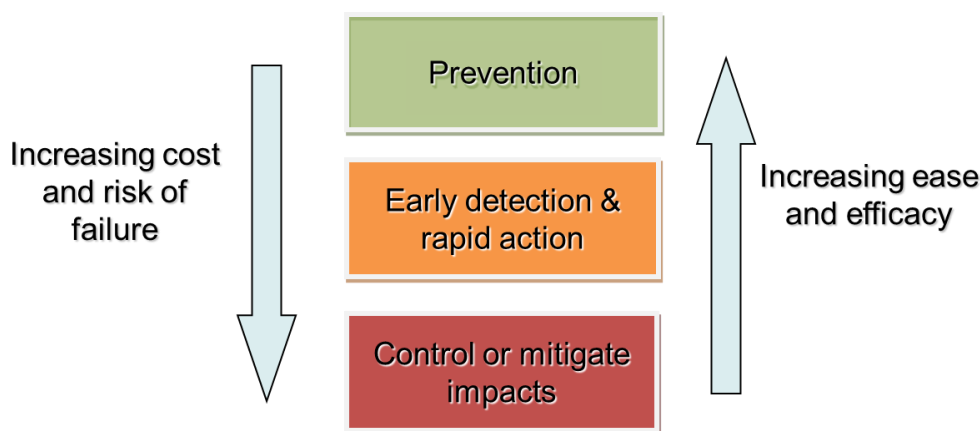 Prevention
Increasing cost
and risk of
failure
Early detection &
rapid action
Increasing ease
and efficacy
Control or mitigate
impacts